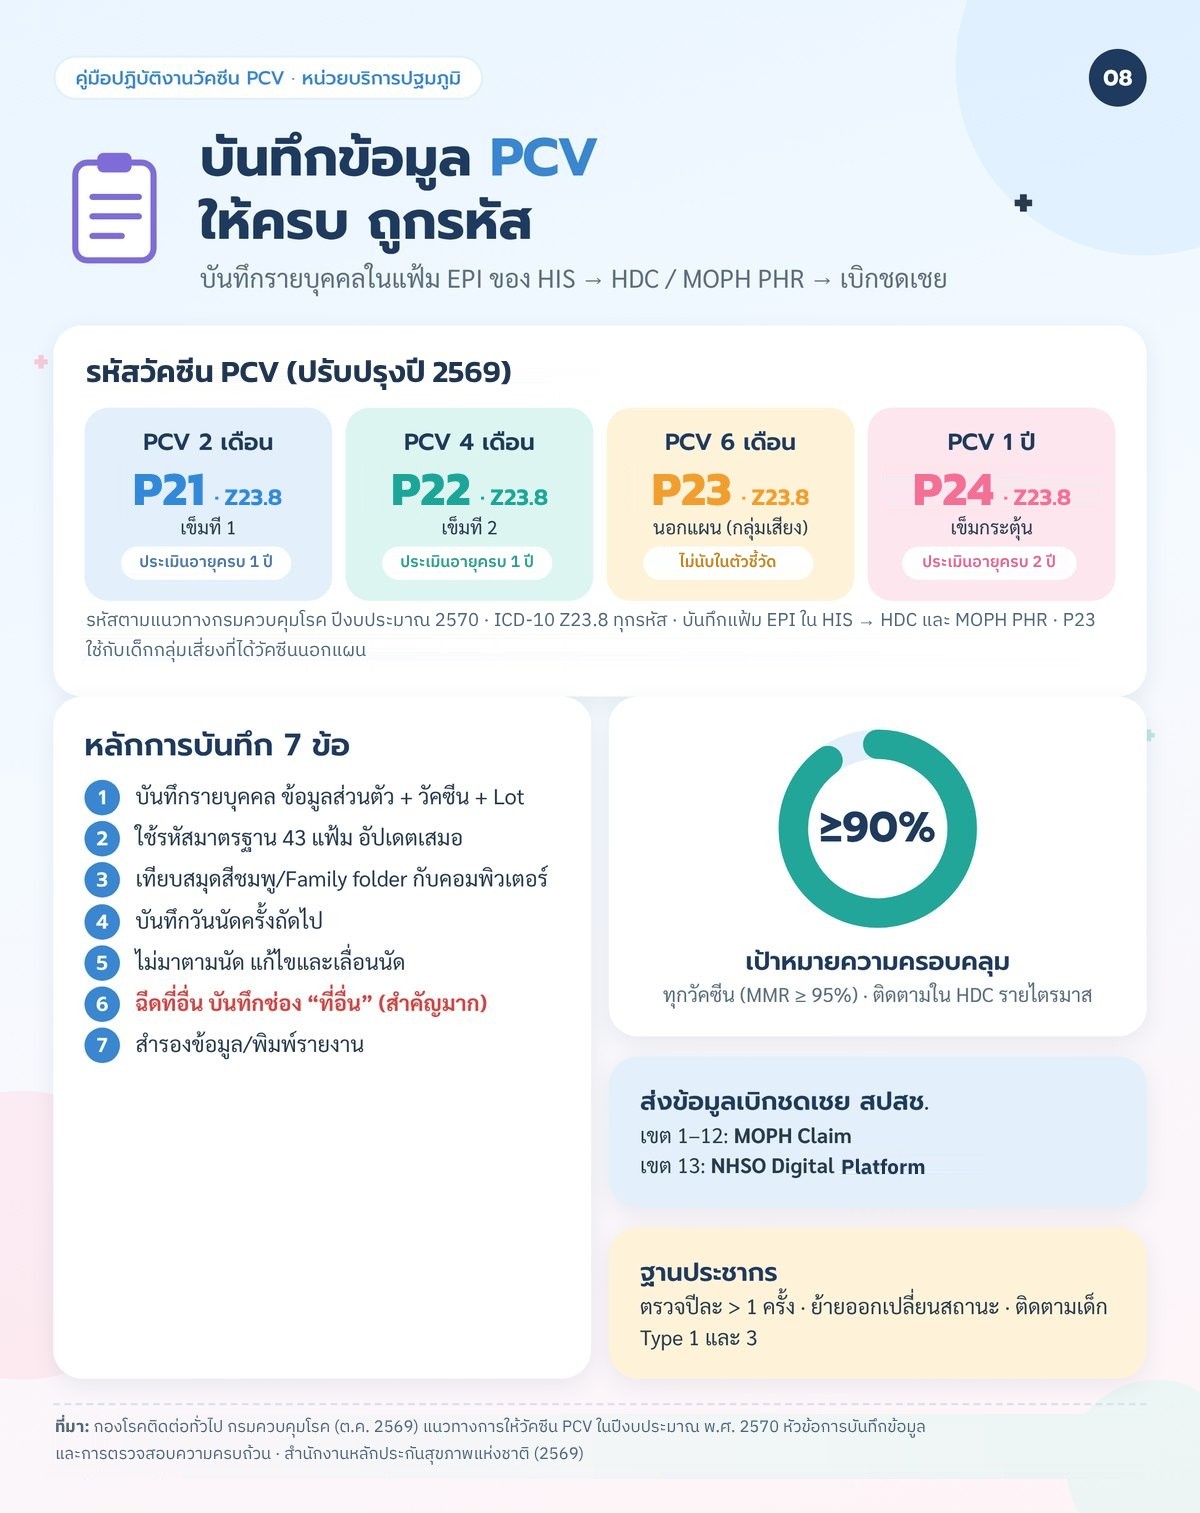 คู่มือปฏิบัติงานวัคซีน PCV · หน่วยบริการปฐมภูมิ
08
บันทึกข้อมูล PCV
ให้ครบ ถูกรหัส
บันทึกรายบุคคลในแฟ้ม EPI ของ HIS → HDC / MOPH PHR → เบิกชดเชย
รหัสวัคซีน PCV (ปรับปรุงปี 2569)
PCV 2 เดือน
P21 · Z23.8
เข็มที่ 1
ประเมินอายุครบ 1 ปี
PCV 4 เดือน
P22 · Z23.8
เข็มที่ 2
ประเมินอายุครบ 1 ปี
PCV 6 เดือน
P23 · Z23.8
นอกแผน (กลุ่มเสี่ยง)
ไม่นับในตัวชี้วัด
PCV 1 ปี
P24 · Z23.8
เข็มกระตุ้น
ประเมินอายุครบ 2 ปี
รหัสตามแนวทางกรมควบคุมโรค ปีงบประมาณ 2570 · ICD-10 Z23.8 ทุกรหัส · บันทึกแฟ้ม EPI ใน HIS → HDC และ MOPH PHR · P23
ใช้กับเด็กกลุ่มเสี่ยงที่ได้วัคซีนนอกแผน
หลักการบันทึก 7 ข้อ
1 บันทึกรายบุคคล ข้อมูลส่วนตัว + วัคซีน + Lot
2 ใช้รหัสมาตรฐาน 43 แฟ้ม อัปเดตเสมอ
3 เทียบสมุดสีชมพู/Family folder กับคอมพิวเตอร์
4 บันทึกวันนัดครั้งถัดไป
5 ไม่มาตามนัด แก้ไขและเลื่อนนัด
6 ฉีดที่อื่น บันทึกช่อง “ที่อื่น” (สำคัญมาก)
7 สำรองข้อมูล/พิมพ์รายงาน
≥90%
เป้าหมายความครอบคลุม
ทุกวัคซีน (MMR ≥ 95%) · ติดตามใน HDC รายไตรมาส
ส่งข้อมูลเบิกชดเชย สปสช.
เขต 1–12: MOPH Claim
เขต 13: NHSO Digital Platform
ฐานประชากร
ตรวจปีละ > 1 ครั้ง · ย้ายออกเปลี่ยนสถานะ · ติดตามเด็ก
Type 1 และ 3
ที่มา: กองโรคติดต่อทั่วไป กรมควบคุมโรค (ต.ค. 2569) แนวทางการให้วัคซีน PCV ในปีงบประมาณ พ.ศ. 2570 หัวข้อการบันทึกข้อมูล
และการตรวจสอบความครบถ้วน · สำนักงานหลักประกันสุขภาพแห่งชาติ (2569)